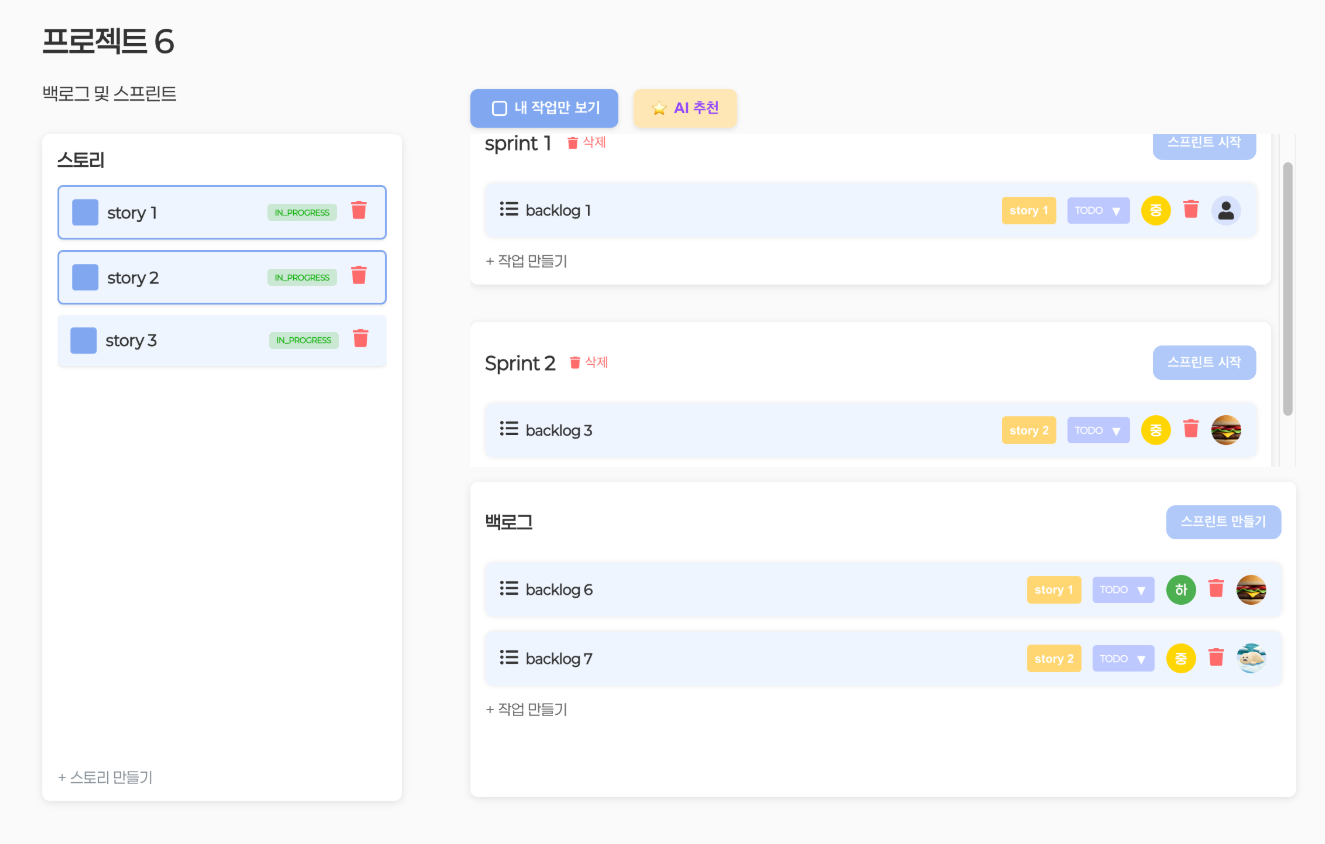 프로젝트 6
백로그 및 스프린트
내 작업만 보기
AI 추천
스토리
story 1 IN_PROGRESS
story 2 IN_PROGRESS
story 3 IN_PROGRESS
+ 스토리 만들기
sprint 1 삭제 스프린트 시작
backlog 1 story 1 TODO ▼ 중
+ 작업 만들기
Sprint 2 삭제 스프린트 시작
backlog 3 story 2 TODO ▼ 중
백로그 스프린트 만들기
backlog 6 story 1 TODO ▼ 하
backlog 7 story 2 TODO ▼ 중
+ 작업 만들기